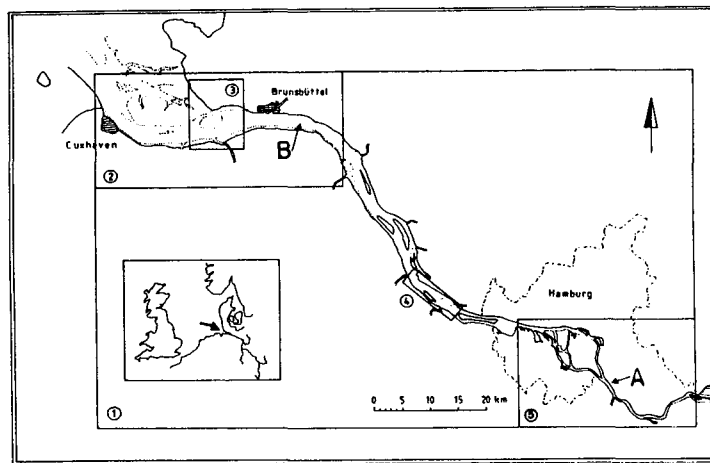 ③
Brunsbüttel
Cuxhaven
B
②
Hamburg
④
A
0 5 10 15 20 km
①
⑤